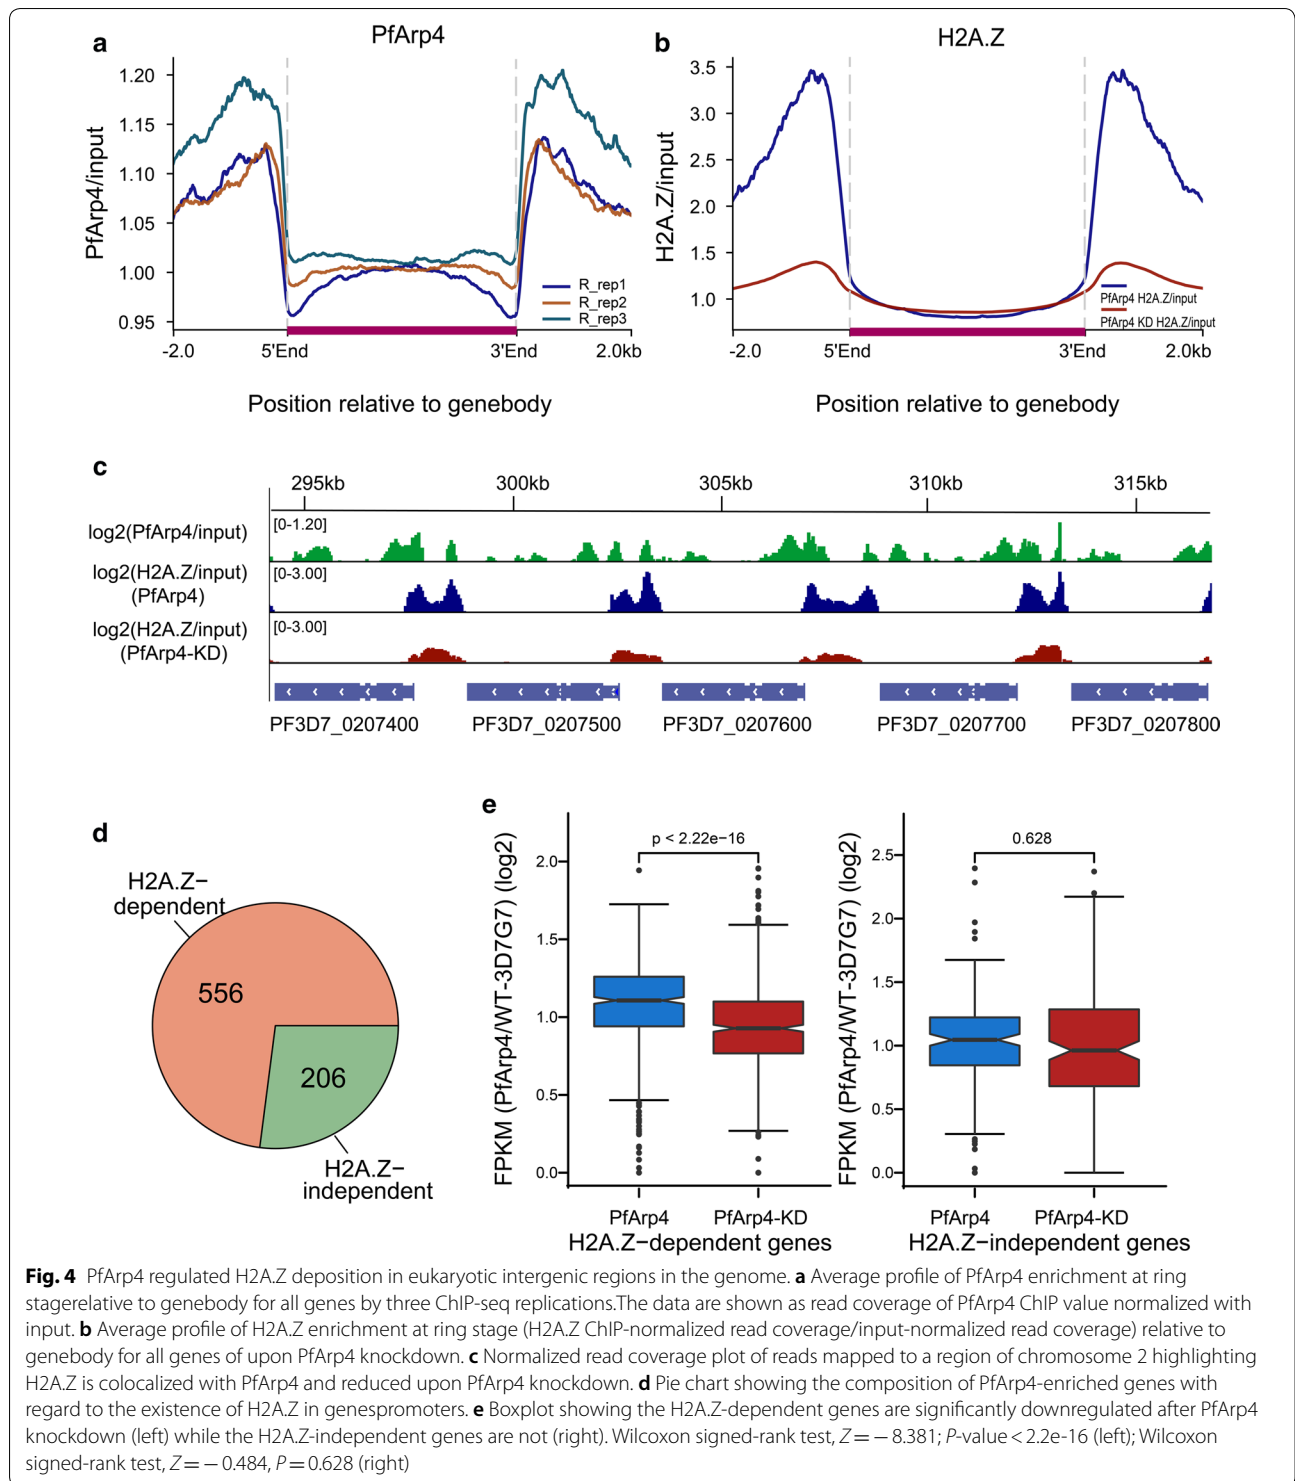 a
PfArp4
PfArp4/input
1.20
1.15
1.10
1.05
1.00
0.95
R_rep1
R_rep2
R_rep3
-2.0 5'End 3'End 2.0kb
Position relative to genebody
b
H2A.Z
H2A.Z/input
3.5
3.0
2.5
2.0
1.5
1.0
PfArp4 H2A.Z/input
PfArp4 KD H2A.Z/input
-2.0 5'End 3'End 2.0kb
Position relative to genebody
c
295kb 300kb 305kb 310kb 315kb
log2(PfArp4/input) [0-1.20]
log2(H2A.Z/input) [0-3.00]
(PfArp4)
log2(H2A.Z/input) [0-3.00]
(PfArp4-KD)
PF3D7_0207400 PF3D7_0207500 PF3D7_0207600 PF3D7_0207700 PF3D7_0207800
d
H2A.Z−
dependent
556
206
H2A.Z−
independent
e
FPKM (PfArp4/WT-3D7G7) (log2)
p < 2.22e−16
2.0
1.5
1.0
0.5
0.0
PfArp4 PfArp4-KD
H2A.Z−dependent genes
FPKM (PfArp4/WT-3D7G7) (log2)
0.628
2.5
2.0
1.5
1.0
0.5
0.0
PfArp4 PfArp4-KD
H2A.Z−independent genes
Fig. 4 PfArp4 regulated H2A.Z deposition in eukaryotic intergenic regions in the genome. a Average profile of PfArp4 enrichment at ring
stagerelative to genebody for all genes by three ChIP-seq replications.The data are shown as read coverage of PfArp4 ChIP value normalized with
input. b Average profile of H2A.Z enrichment at ring stage (H2A.Z ChIP-normalized read coverage/input-normalized read coverage) relative to
genebody for all genes of upon PfArp4 knockdown. c Normalized read coverage plot of reads mapped to a region of chromosome 2 highlighting
H2A.Z is colocalized with PfArp4 and reduced upon PfArp4 knockdown. d Pie chart showing the composition of PfArp4-enriched genes with
regard to the existence of H2A.Z in genespromoters. e Boxplot showing the H2A.Z-dependent genes are significantly downregulated after PfArp4
knockdown (left) while the H2A.Z-independent genes are not (right). Wilcoxon signed-rank test, Z = − 8.381; P-value < 2.2e-16 (left); Wilcoxon
signed-rank test, Z = − 0.484, P = 0.628 (right)